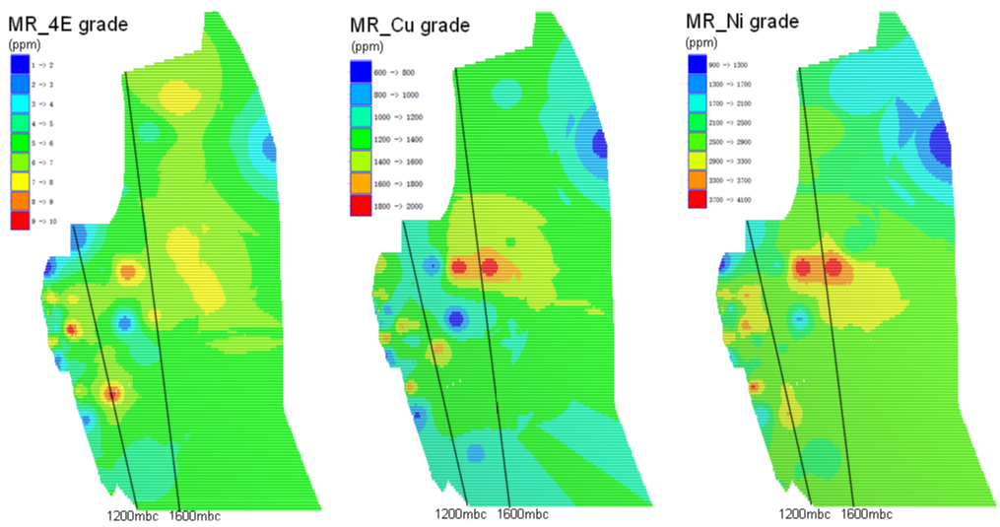 MR_4E grade
(ppm)
1 -> 2
2 -> 3
3 -> 4
4 -> 5
5 -> 6
6 -> 7
7 -> 8
8 -> 9
9 -> 10
1200mbc 1600mbc
MR_Cu grade
(ppm)
600 -> 800
800 -> 1000
1000 -> 1200
1200 -> 1400
1400 -> 1600
1600 -> 1800
1800 -> 2000
1200mbc 1600mbc
MR_Ni grade
(ppm)
900 -> 1300
1300 -> 1700
1700 -> 2100
2100 -> 2500
2500 -> 2900
2900 -> 3300
3300 -> 3700
3700 -> 4100
1200mbc 1600mbc